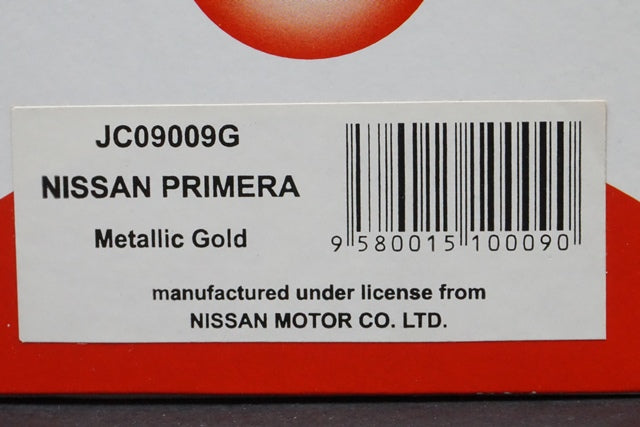 JC09009G
NISSAN PRIMERA
Metallic Gold
9 580015 100090
manufactured under license from
NISSAN MOTOR CO. LTD.